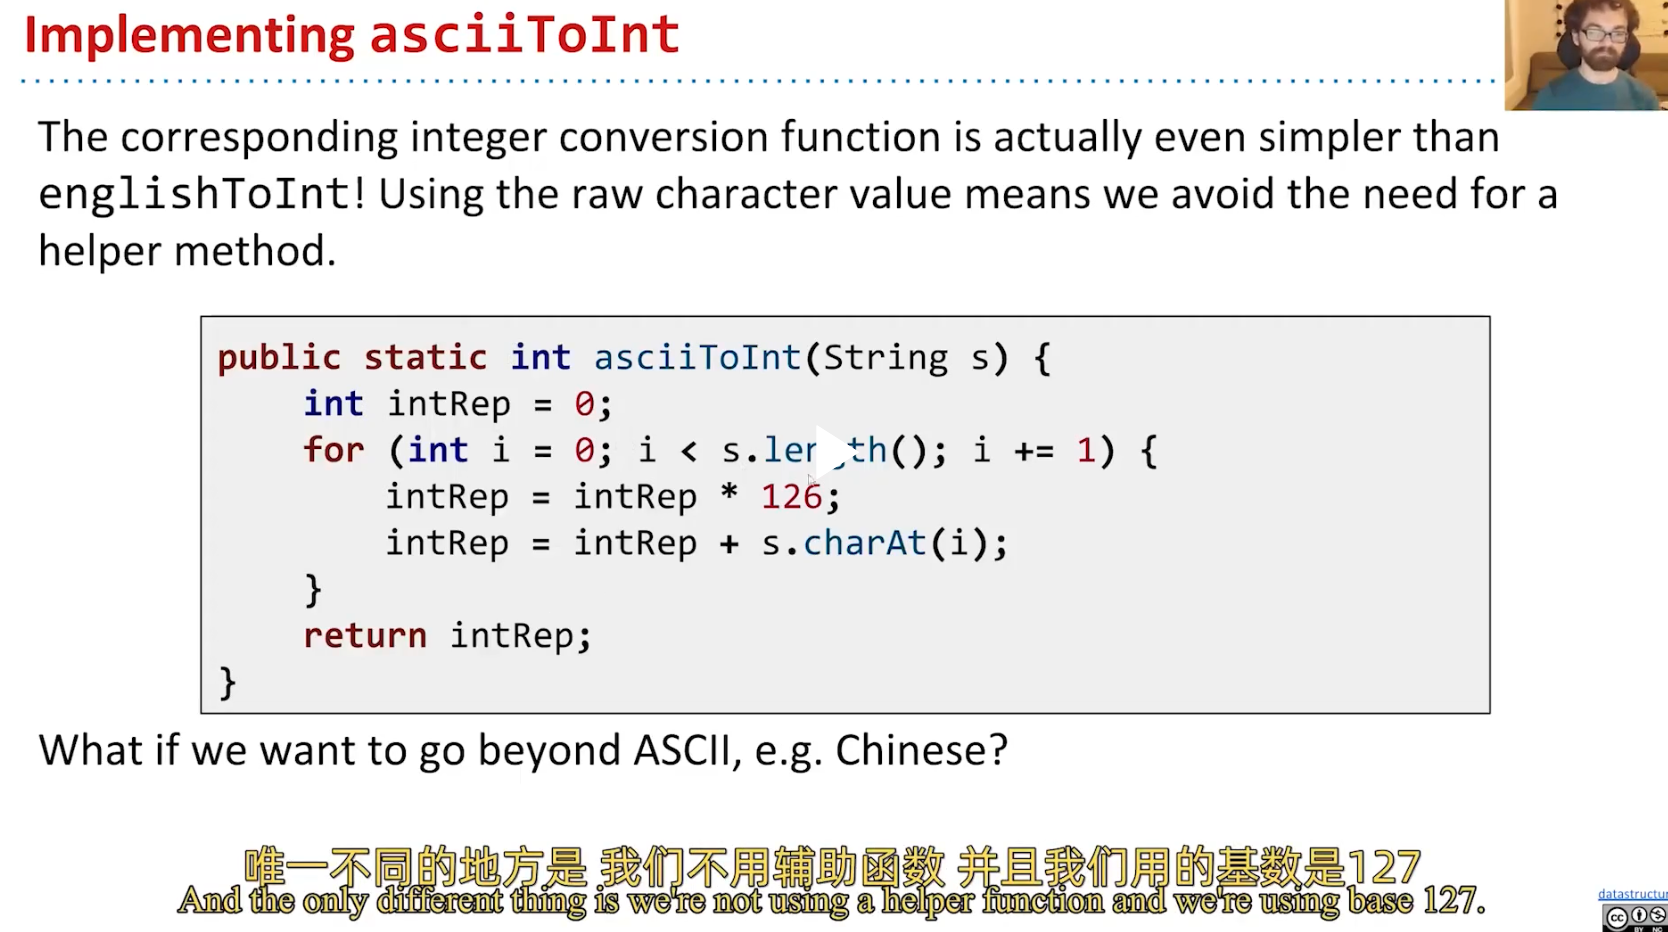 Implementing asciiToInt
The corresponding integer conversion function is actually even simpler than
englishToInt! Using the raw character value means we avoid the need for a
helper method.
public static int asciiToInt(String s) {
int intRep = 0;
for (int i = 0; i < s.length(); i += 1) {
intRep = intRep * 126;
intRep = intRep + s.charAt(i);
}
return intRep;
}
What if we want to go beyond ASCII, e.g. Chinese?
唯一不同的地方是 我们不用辅助函数 并且我们用的基数是127
And the only different thing is we're not using a helper function and we're using base 127.
datastructur
cc
BY NC